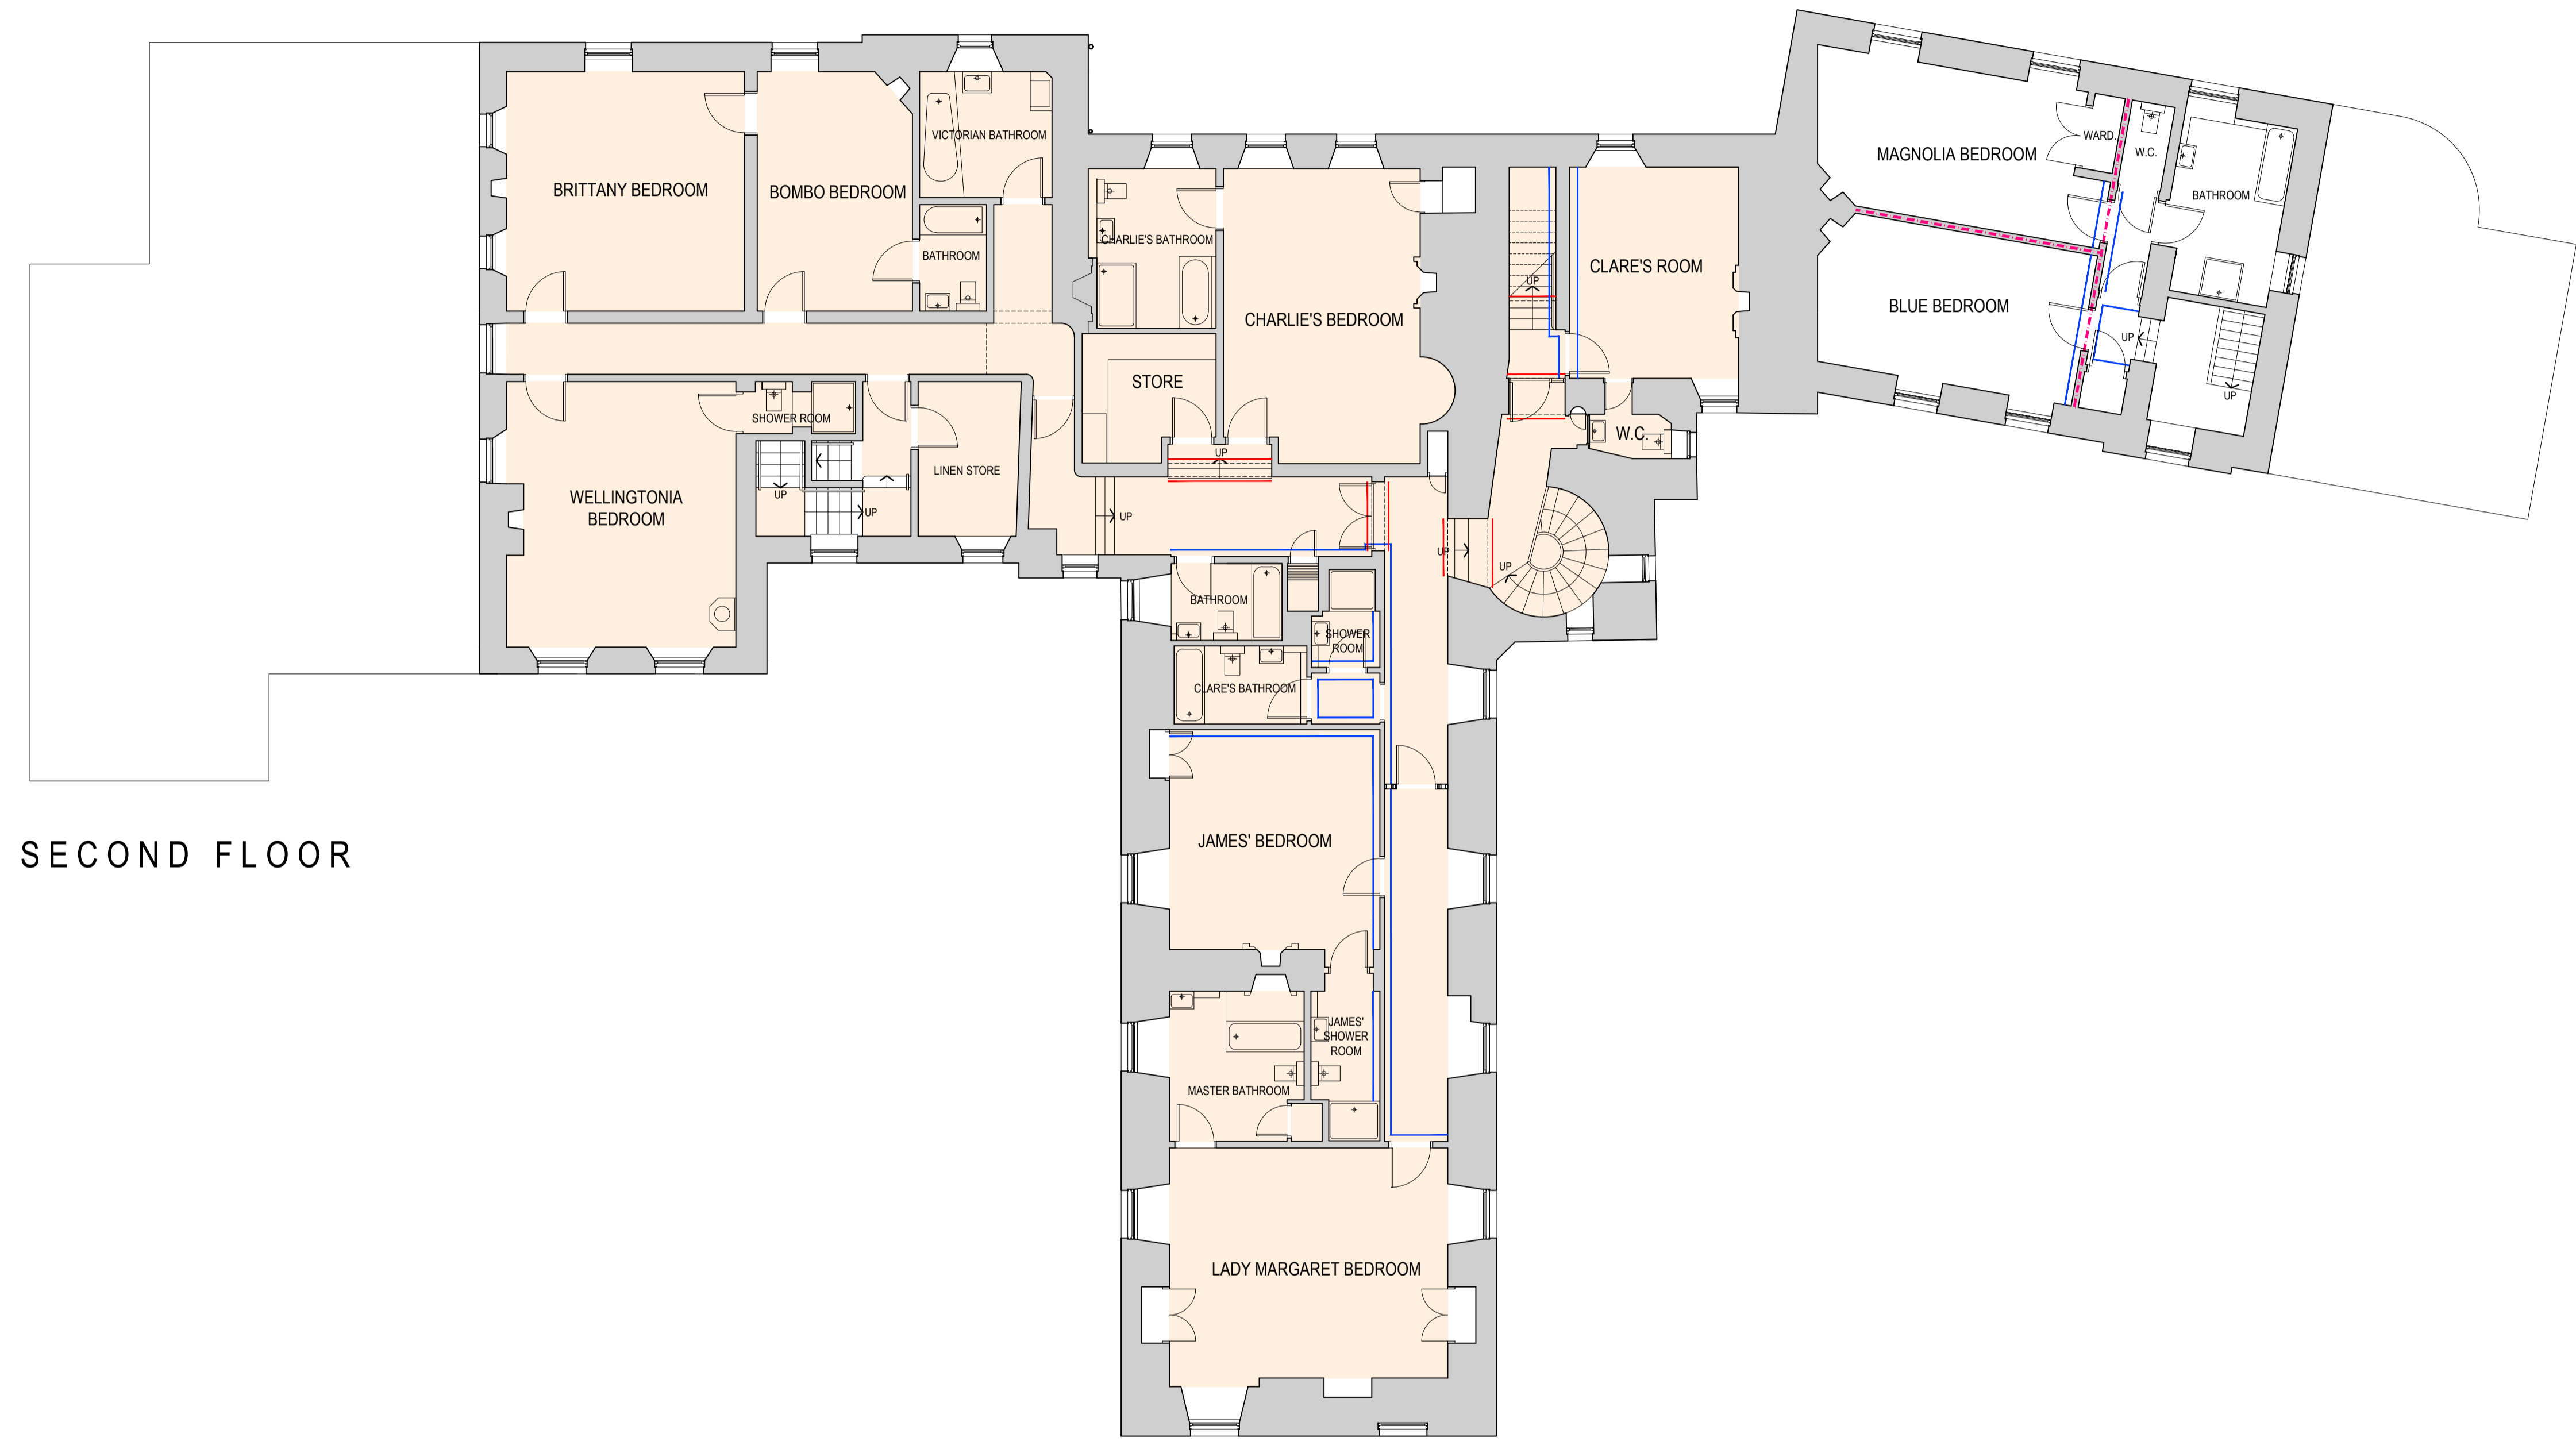 MAGNOLIA BEDROOM
WARD.
W.C.
BATHROOM
VICTORIAN BATHROOM
BRITTANY BEDROOM
BOMBO BEDROOM
BATHROOM
CHARLIE'S BATHROOM
CLARE'S ROOM
UP
CHARLIE'S BEDROOM
BLUE BEDROOM
UP
UP
STORE
SHOWER ROOM
W.C.
UP
LINEN STORE
WELLINGTONIA
BEDROOM
UP
UP
UP
UP
UP
BATHROOM
SHOWER
ROOM
CLARE'S BATHROOM
JAMES' BEDROOM
SECOND FLOOR
JAMES'
SHOWER
ROOM
MASTER BATHROOM
LADY MARGARET BEDROOM